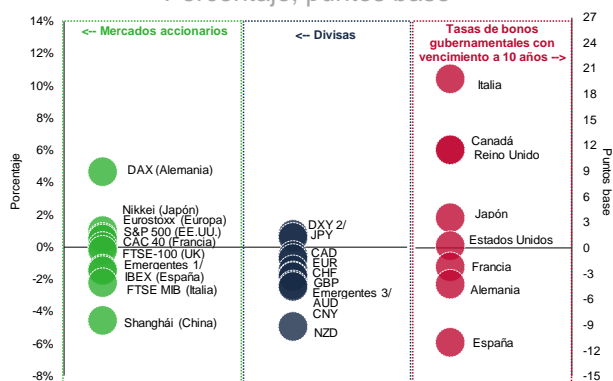 Porcentaje, puntos base
14%
12%
10%
8%
6%
4%
2%
0%
-2%
-4%
-6%
-8%
Porcentaje
<-- Mercados accionarios
DAX (Alemania)
Nikkei (Japón)
Eurostoxx (Europa)
S&P 500 (EE.UU.)
CAC 40 (Francia)
FTSE-100 (UK)
Emergentes 1/
IBEX (España)
FTSE MIB (Italia)
Shanghái (China)
<-- Divisas
DXY 2/
JPY
CAD
EUR
CHF
GBP
Emergentes 3/
AUD
CNY
NZD
Tasas de bonos
gubernamentales con
vencimiento a 10 años -->
Italia
Canadá
Reino Unido
Japón
Estados Unidos
Francia
Alemania
España
27
24
21
18
15
12
9
6
3
0
-3
-6
-9
-12
-15
Puntos base